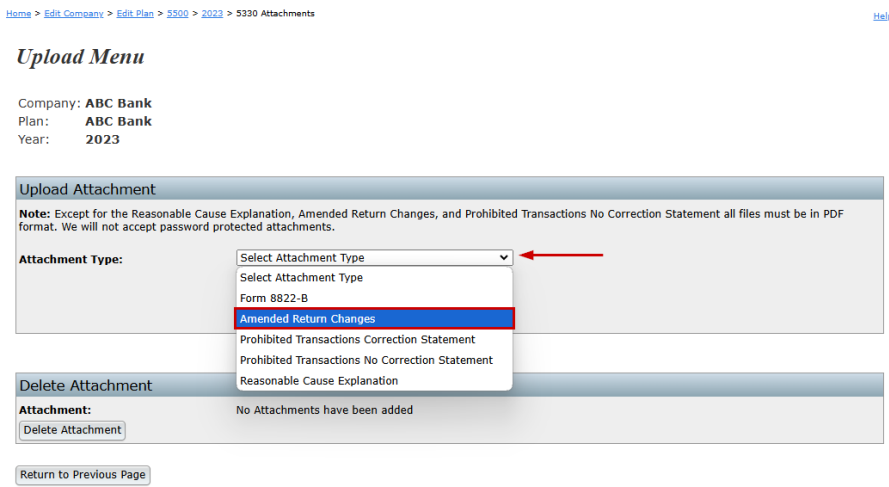 Home > Edit Company > Edit Plan > 5500 > 2023 > 5330 Attachments
Upload Menu
Company: ABC Bank
Plan: ABC Bank
Year: 2023
Upload Attachment
Note: Except for the Reasonable Cause Explanation, Amended Return Changes, and Prohibited Transactions No Correction Statement all files must be in PDF
format. We will not accept password protected attachments.
Attachment Type: Select Attachment Type
Select Attachment Type
Form 8822-B
Amended Return Changes
Prohibited Transactions Correction Statement
Prohibited Transactions No Correction Statement
Reasonable Cause Explanation
Delete Attachment
Attachment: No Attachments have been added
Delete Attachment
Return to Previous Page